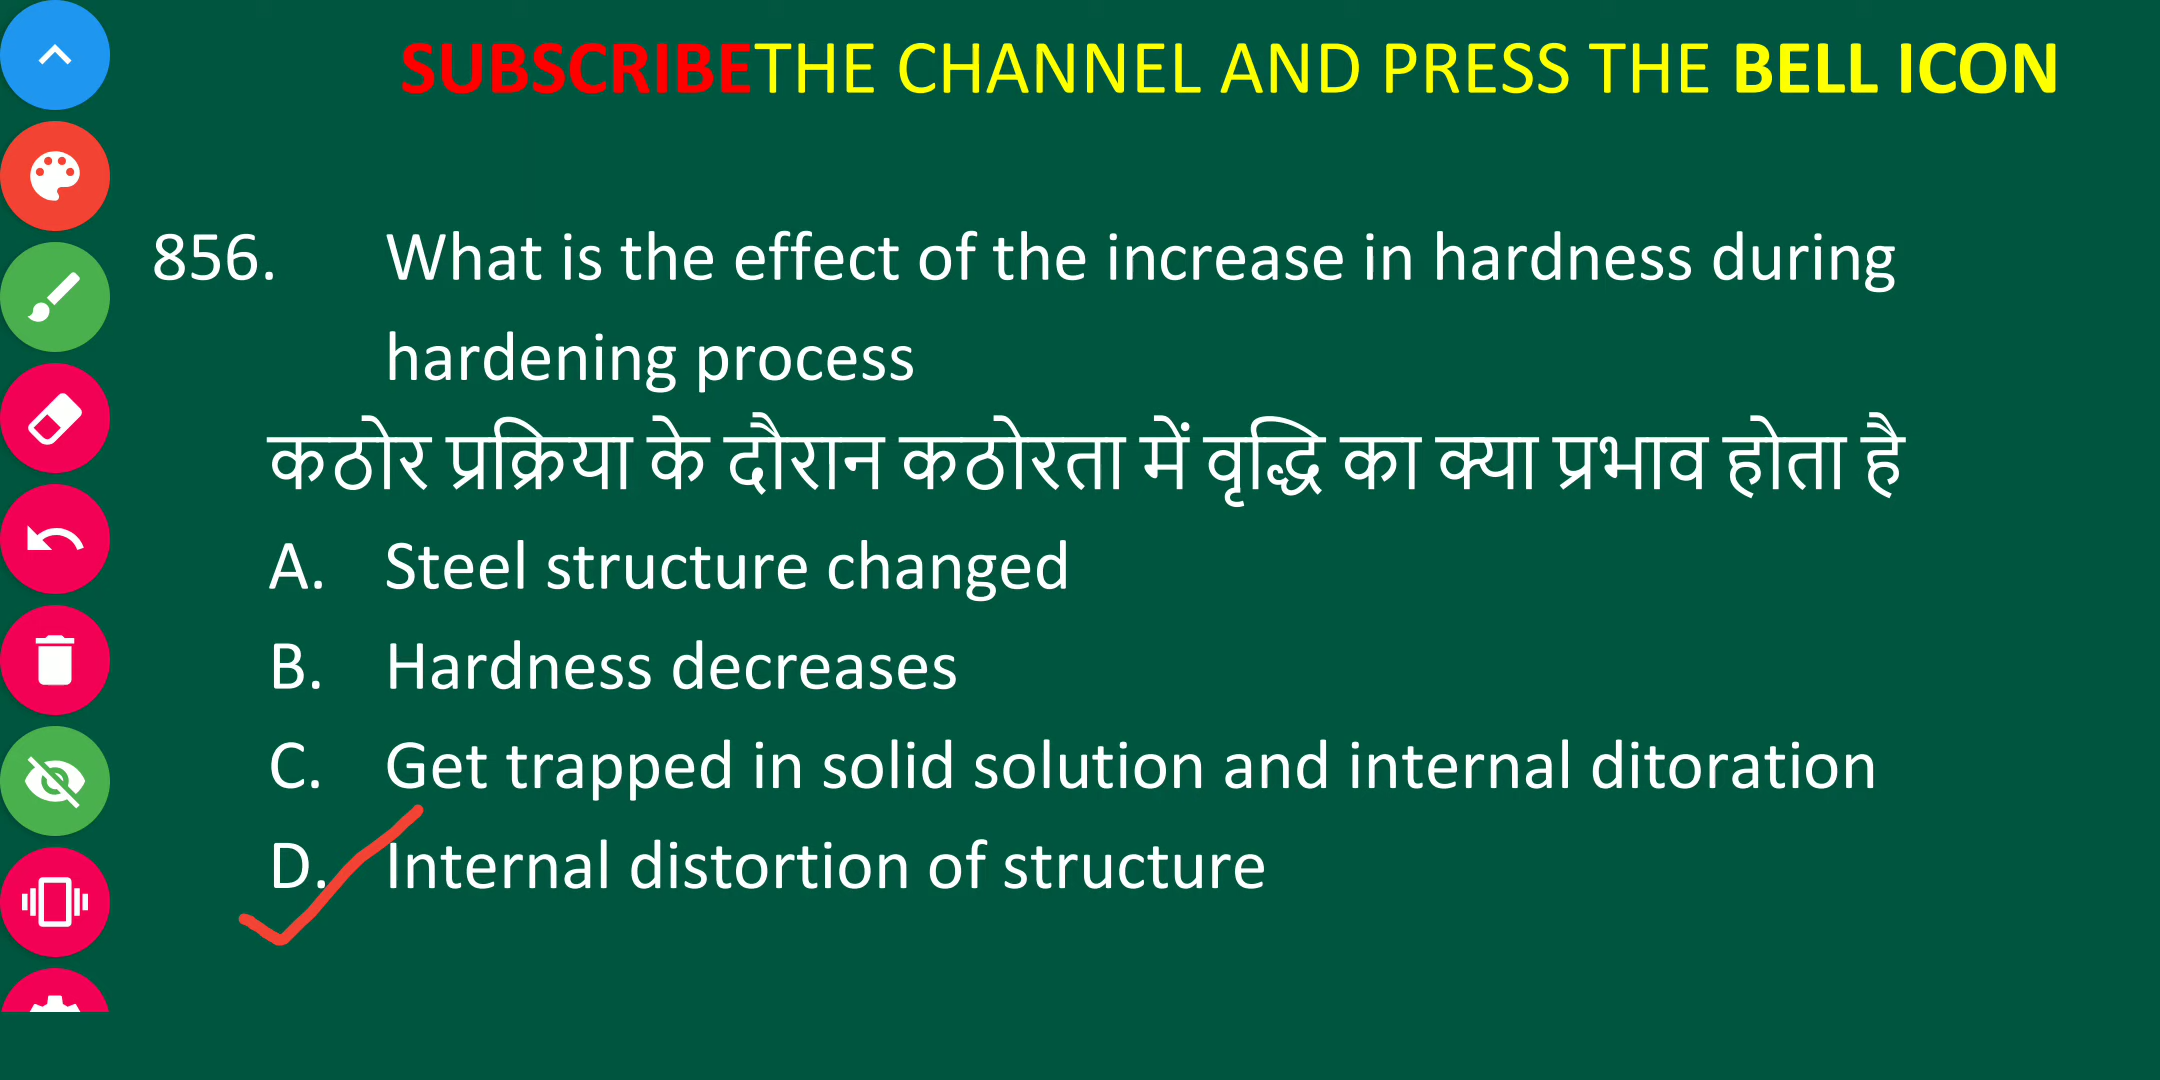 SUBSCRIBETHE CHANNEL AND PRESS THE BELL ICON
856. What is the effect of the increase in hardness during
hardening process
कठोर प्रक्रिया के दौरान कठोरता में वृद्धि का क्या प्रभाव होता है
A. Steel structure changed
B. Hardness decreases
C. Get trapped in solid solution and internal ditoration
D. Internal distortion of structure